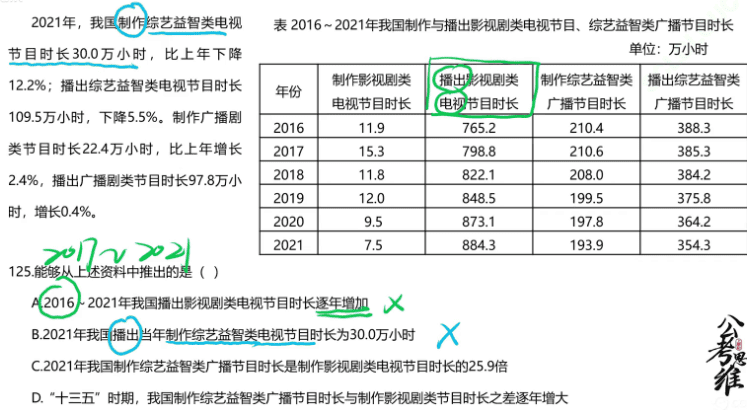 2021年，我国制作综艺益智类电视
节目时长30.0万小时，比上年下降
12.2%；播出综艺益智类电视节目时长
109.5万小时，下降5.5%。制作广播剧
类节目时长22.4万小时，比上年增长
2.4%，播出广播剧类节目时长97.8万小
时，增长0.4%。
表 2016～2021年我国制作与播出影视剧类电视节目、综艺益智类广播节目时长
单位：万小时
年份 制作影视剧类电视节目时长 播出影视剧类电视节目时长 制作综艺益智类广播节目时长 播出综艺益智类广播节目时长
2016 11.9 765.2 210.4 388.3
2017 15.3 798.8 210.6 385.3
2018 11.8 822.1 208.0 384.2
2019 12.0 848.5 199.5 375.8
2020 9.5 873.1 197.8 364.2
2021 7.5 884.3 193.9 354.3
2017～2021
125.能够从上述资料中推出的是（ ）
A.2016～2021年我国播出影视剧类电视节目时长逐年增加
B.2021年我国播出当年制作综艺益智类电视节目时长为30.0万小时
C.2021年我国制作综艺益智类广播节目时长是制作影视剧类电视节目时长的25.9倍
D.“十三五”时期，我国制作综艺益智类广播节目时长与制作影视剧类节目时长之差逐年增大
公考思维